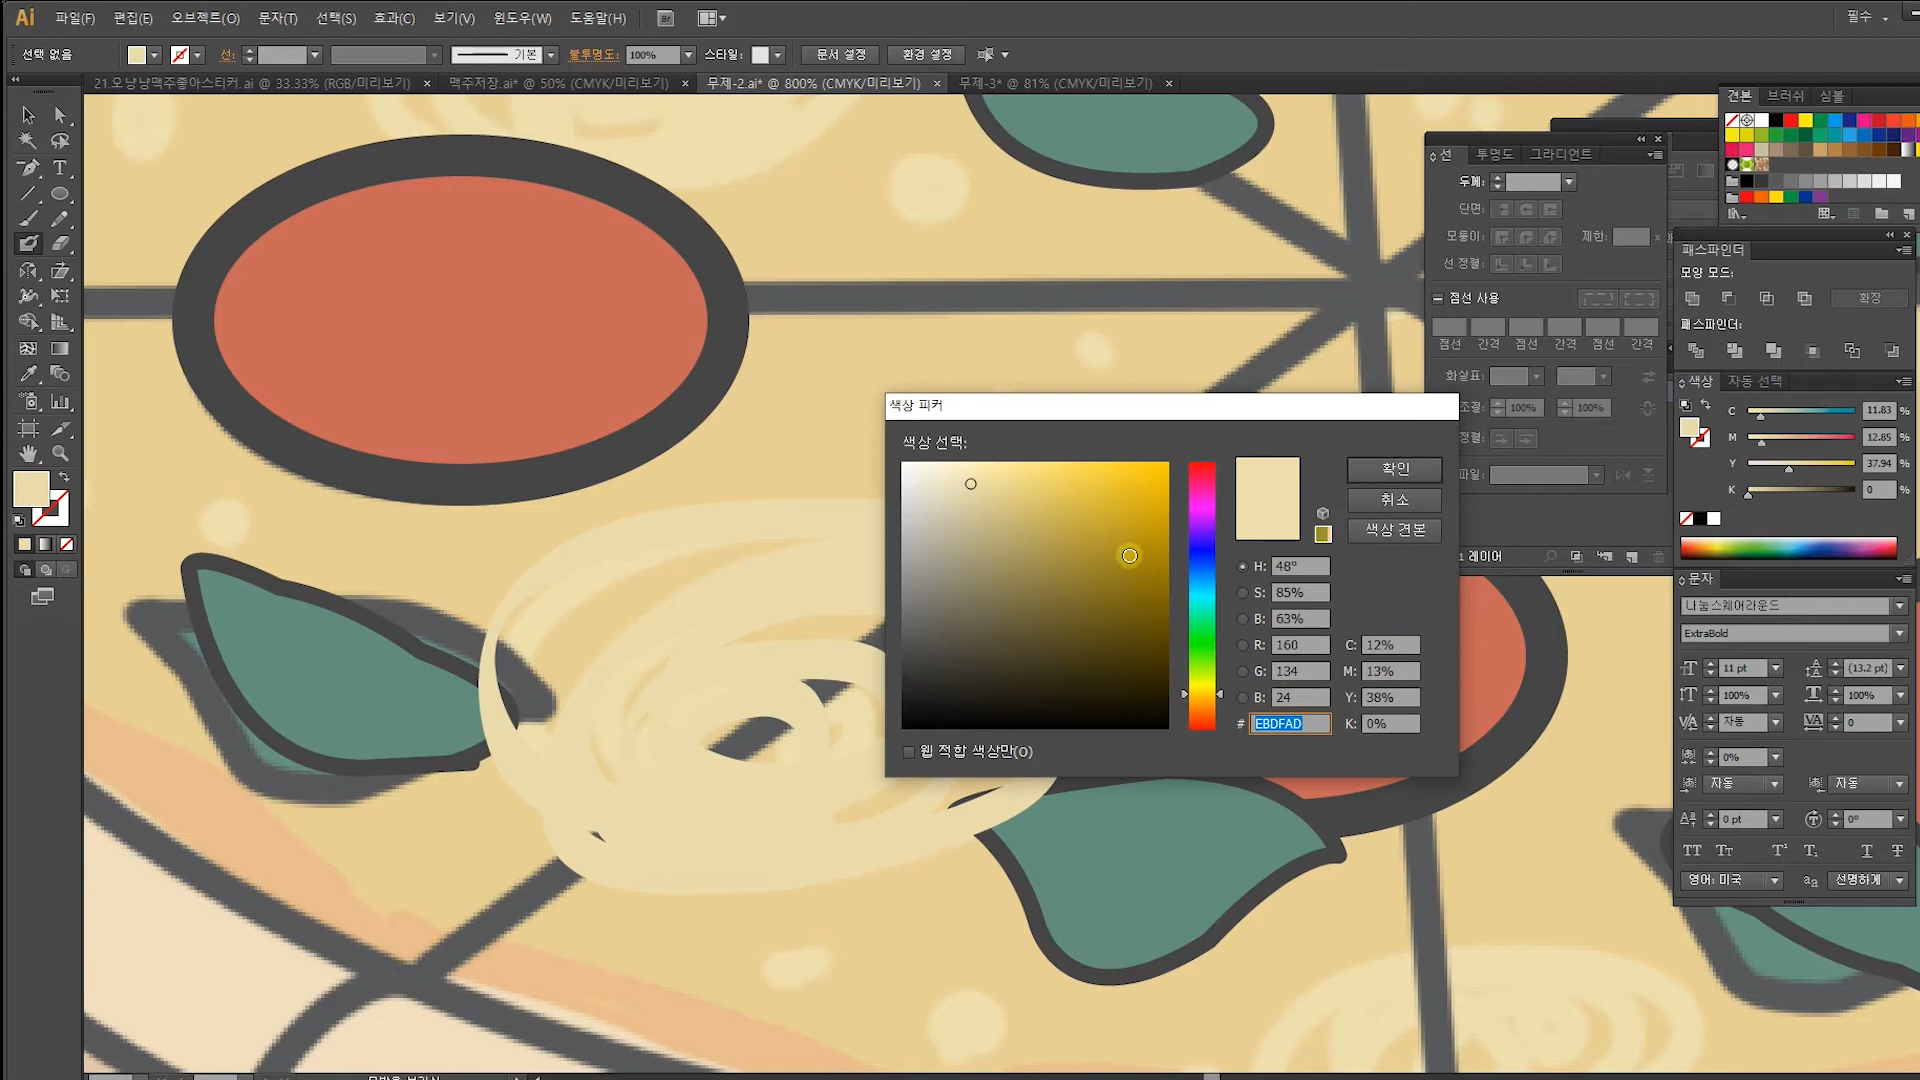 Ai 파일(F) 편집(E) 오브젝트(O) 문자(T) 선택(S) 효과(C) 보기(V) 윈도우(W) 도움말(H) Br 필수
선택 없음 선: 기본 불투명도: 100% 스타일: 문서 설정 환경 설정
21.오냥냥맥주좋아스티커.ai @ 33.33% (RGB/미리보기) × 맥주저장.ai* @ 50% (CMYK/미리보기) × 무제-2.ai* @ 800% (CMYK/미리보기) × 무제-3* @ 81% (CMYK/미리보기) ×
견본 브러쉬 심볼
선 투명도 그라디언트
두께:
단면:
모퉁이: 제한: x
선 정렬:
점선 사용
점선 간격 점선 간격 점선 간격
화살표:
조절: 100% 100%
정렬:
파일:
1 레이어
패스파인더
모양 모드:
확장
패스파인더:
색상 자동 선택
C 11.83 %
M 12.85 %
Y 37.94 %
K 0 %
문자
나눔스퀘어라운드
ExtraBold
11 pt (13.2 pt)
100% 100%
자동 0
0%
자동 자동
0 pt 0°
영어: 미국 선명하게
색상 피커
색상 선택:
확인
취소
색상 견본
H: 48°
S: 85%
B: 63%
R: 160 C: 12%
G: 134 M: 13%
B: 24 Y: 38%
# EBDFAD K: 0%
웹 적합 색상만(O)